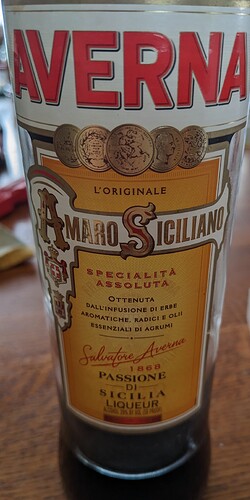 AVERNA
L'ORIGINALE
AMARO SICILIANO
SPECIALITÀ
ASSOLUTA
OTTENUTA
DALL'INFUSIONE DI ERBE
AROMATICHE, RADICI E OLII
ESSENZIALI DI AGRUMI
Salvatore Averna
1868
PASSIONE
DI
SICILIA
LIQUEUR